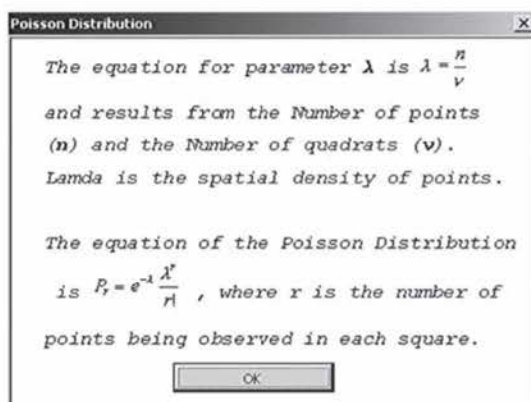 Poisson Distribution
The equation for parameter λ is λ = n/ν
and results from the Number of points
(n) and the Number of quadrats (ν).
Lamda is the spatial density of points.
The equation of the Poisson Distribution
is P_r = e^{-λ} λ^r/r! , where r is the number of
points being observed in each square.
OK